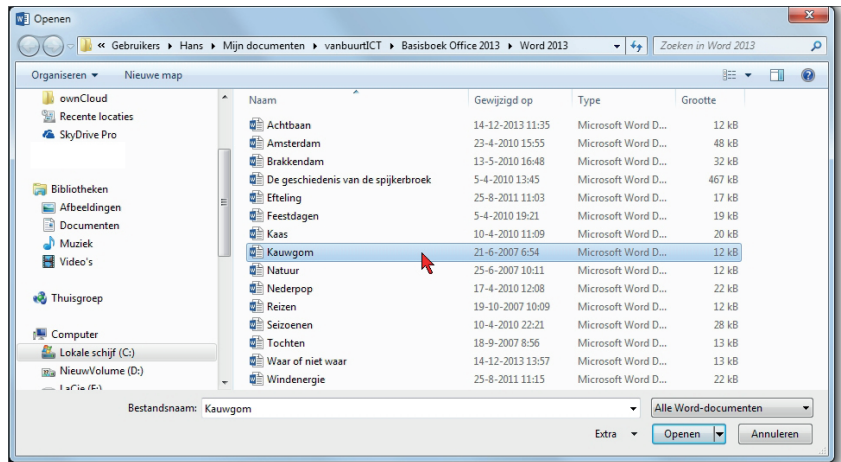 Openen
« Gebruikers ▸ Hans ▸ Mijn documenten ▸ vanbuurtICT ▸ Basisboek Office 2013 ▸ Word 2013
Zoeken in Word 2013
Organiseren Nieuwe map
ownCloud
Recente locaties
SkyDrive Pro
Bibliotheken
Afbeeldingen
Documenten
Muziek
Video's
Thuisgroep
Computer
Lokale schijf (C:)
NieuwVolume (D:)
LaCie (F:)
Naam Gewijzigd op Type Grootte
Achtbaan 14-12-2013 11:35 Microsoft Word D... 12 kB
Amsterdam 23-4-2010 15:55 Microsoft Word D... 48 kB
Brakkendam 13-5-2010 16:48 Microsoft Word D... 32 kB
De geschiedenis van de spijkerbroek 5-4-2010 13:45 Microsoft Word D... 467 kB
Efteling 25-8-2011 11:03 Microsoft Word D... 17 kB
Feestdagen 5-4-2010 19:21 Microsoft Word D... 19 kB
Kaas 10-4-2010 11:09 Microsoft Word D... 20 kB
Kauwgom 21-6-2007 6:54 Microsoft Word D... 12 kB
Natuur 25-6-2007 10:11 Microsoft Word D... 12 kB
Nederpop 17-4-2010 12:08 Microsoft Word D... 22 kB
Reizen 19-10-2007 10:09 Microsoft Word D... 12 kB
Seizoenen 10-4-2010 22:21 Microsoft Word D... 28 kB
Tochten 18-9-2007 8:56 Microsoft Word D... 13 kB
Waar of niet waar 14-12-2013 13:57 Microsoft Word D... 13 kB
Windenergie 25-8-2011 11:15 Microsoft Word D... 22 kB
Bestandsnaam: Kauwgom
Alle Word-documenten
Extra Openen Annuleren